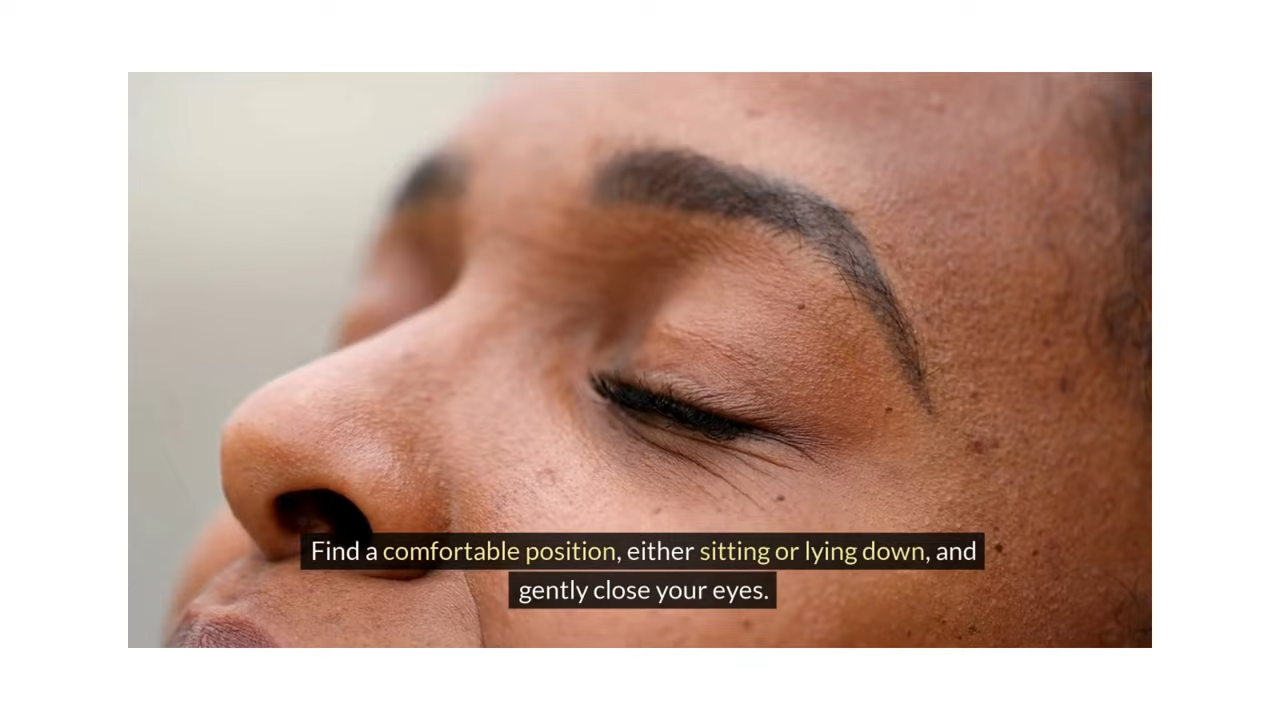 Find a comfortable position, either sitting or lying down, and
gently close your eyes.